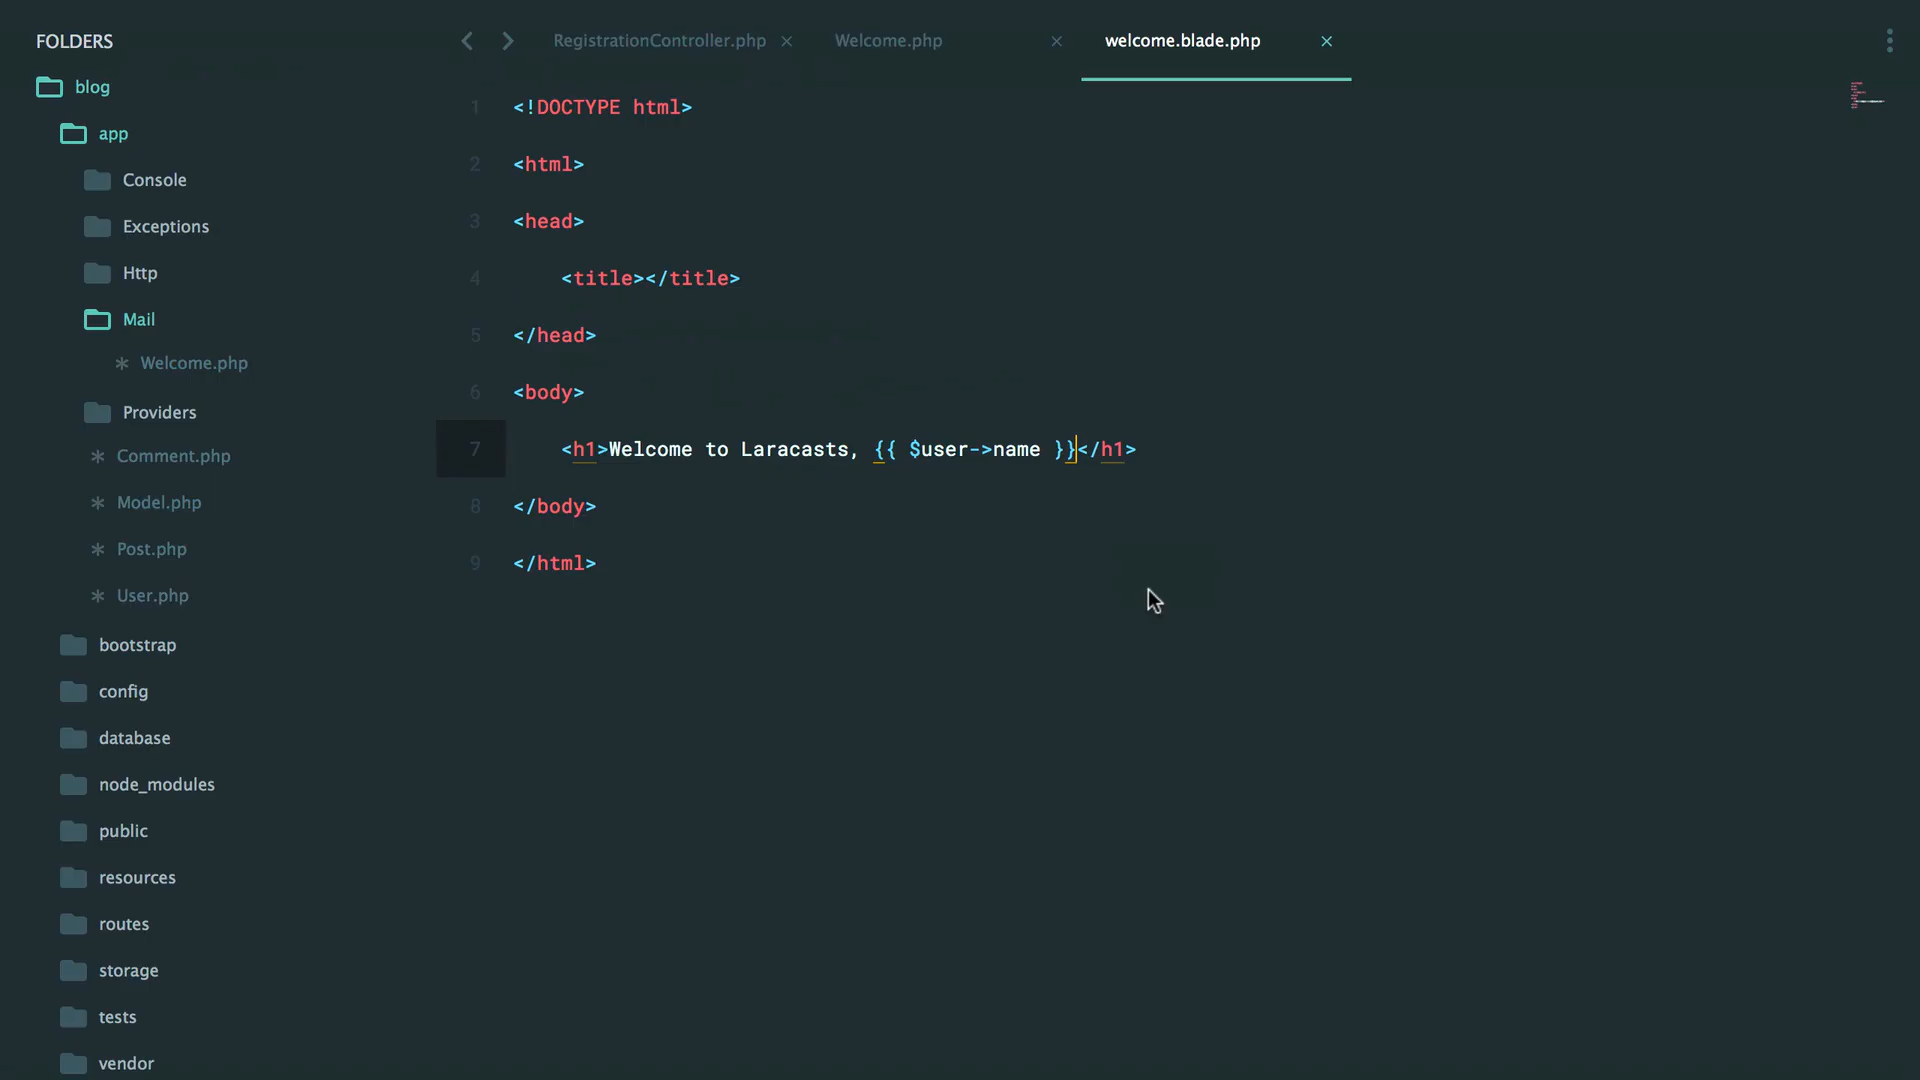 FOLDERS
blog
app
Console
Exceptions
Http
Mail
Welcome.php
Providers
Comment.php
Model.php
Post.php
User.php
bootstrap
config
database
node_modules
public
resources
routes
storage
tests
vendor
RegistrationController.php
Welcome.php
welcome.blade.php
1 <!DOCTYPE html>
2 <html>
3 <head>
4 <title></title>
5 </head>
6 <body>
7 <h1>Welcome to Laracasts, {{ $user->name }}</h1>
8 </body>
9 </html>